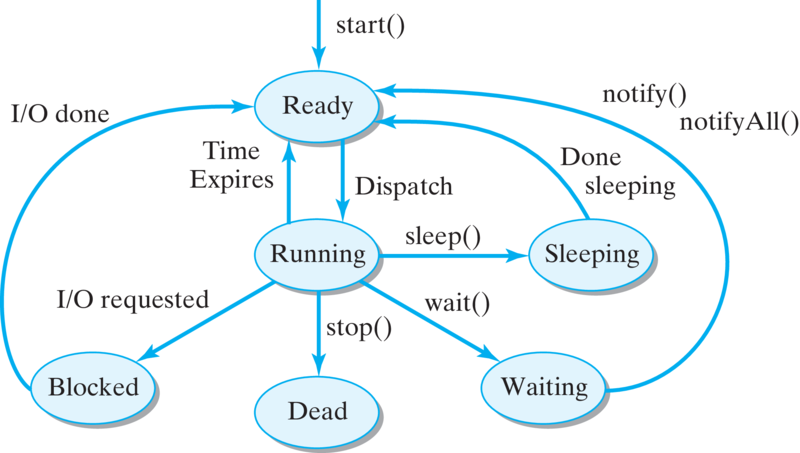 start()
Ready
notify()
notifyAll()
I/O done
Time
Expires
Dispatch
Done
sleeping
Running
sleep()
Sleeping
I/O requested
stop()
wait()
Blocked
Dead
Waiting